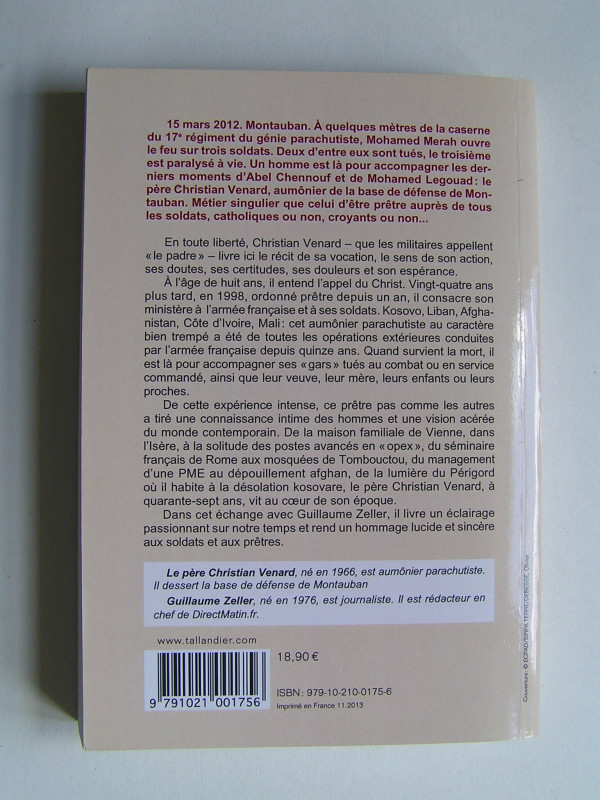 15 mars 2012. Montauban. À quelques mètres de la caserne
du 17e régiment du génie parachutiste, Mohamed Merah ouvre
le feu sur trois soldats. Deux d'entre eux sont tués, le troisième
est paralysé à vie. Un homme est là pour accompagner les der-
niers moments d'Abel Chennouf et de Mohamed Legouad : le
père Christian Venard, aumônier de la base de défense de Mon-
tauban. Métier singulier que celui d'être prêtre auprès de tous
les soldats, catholiques ou non, croyants ou non...
En toute liberté, Christian Venard – que les militaires appellent
« le padre » – livre ici le récit de sa vocation, le sens de son action,
ses doutes, ses certitudes, ses douleurs et son espérance.
À l'âge de huit ans, il entend l'appel du Christ. Vingt-quatre ans
plus tard, en 1998, ordonné prêtre depuis un an, il consacre son
ministère à l'armée française et à ses soldats. Kosovo, Liban, Afgha-
nistan, Côte d'Ivoire, Mali : cet aumônier parachutiste au caractère
bien trempé a été de toutes les opérations extérieures conduites
par l'armée française depuis quinze ans. Quand survient la mort, il
est là pour accompagner ses « gars » tués au combat ou en service
commandé, ainsi que leur veuve, leur mère, leurs enfants ou leurs
proches.
De cette expérience intense, ce prêtre pas comme les autres
a tiré une connaissance intime des hommes et une vision acérée
du monde contemporain. De la maison familiale de Vienne, dans
l'Isère, à la solitude des postes avancés en « opex », du séminaire
français de Rome aux mosquées de Tombouctou, du management
d'une PME au dépouillement afghan, de la lumière du Périgord
où il habite à la désolation kosovare, le père Christian Venard, à
quarante-sept ans, vit au cœur de son époque.
Dans cet échange avec Guillaume Zeller, il livre un éclairage
passionnant sur notre temps et rend un hommage lucide et sincère
aux soldats et aux prêtres.
Le père Christian Venard, né en 1966, est aumônier parachutiste.
Il dessert la base de défense de Montauban
Guillaume Zeller, né en 1976, est journaliste. Il est rédacteur en
chef de DirectMatin.fr.
www.tallandier.com
18,90 €
ISBN : 979-10-210-0175-6
Imprimé en France 11.2013
9 791021 001756
Couverture : © ECPAD/SIRPA TERRE/DEBESSE Olivier